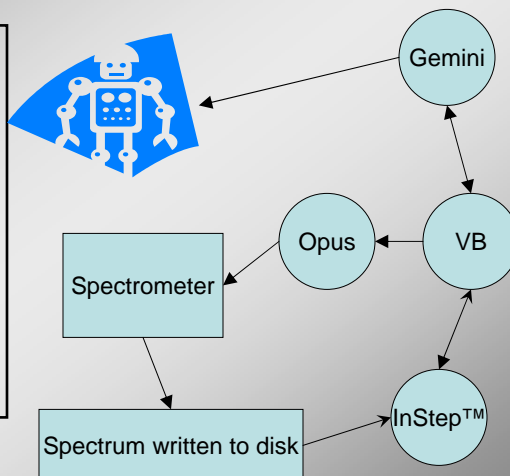 Gemini
Opus
VB
Spectrometer
InStep™
Spectrum written to disk